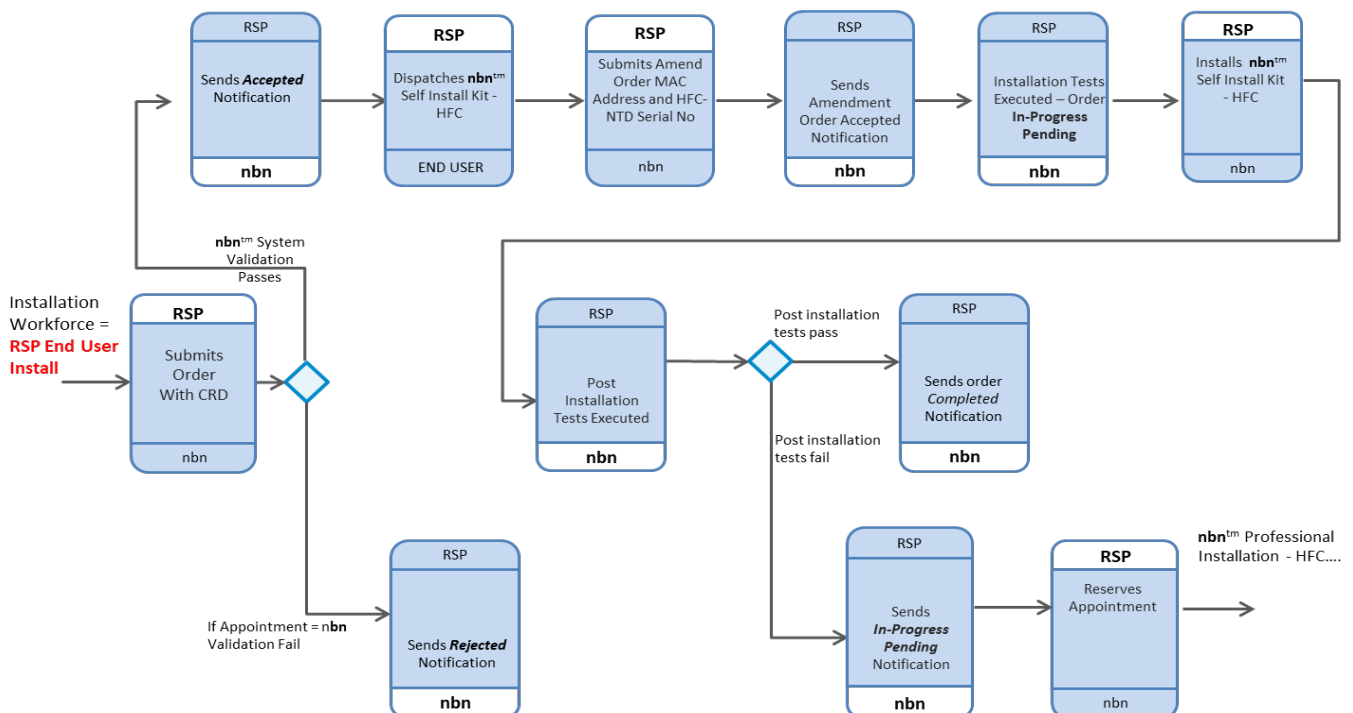 RSP
Sends Accepted
Notification
nbn
RSP
Dispatches nbn™
Self Install Kit -
HFC
END USER
RSP
Submits Amend
Order MAC
Address and HFC-
NTD Serial No
nbn
RSP
Sends
Amendment
Order Accepted
Notification
nbn
RSP
Installation Tests
Executed – Order
In-Progress
Pending
nbn
RSP
Installs nbn™
Self Install Kit
- HFC
nbn
nbn™ System
Validation
Passes
Installation
Workforce =
RSP End User
Install
RSP
Submits
Order
With CRD
nbn
If Appointment = nbn
Validation Fail
RSP
Sends Rejected
Notification
nbn
RSP
Post
Installation
Tests Executed
nbn
Post installation
tests pass
RSP
Sends order
Completed
Notification
nbn
Post installation
tests fail
RSP
Sends
In-Progress
Pending
Notification
nbn
RSP
Reserves
Appointment
nbn
nbn™ Professional
Installation - HFC....